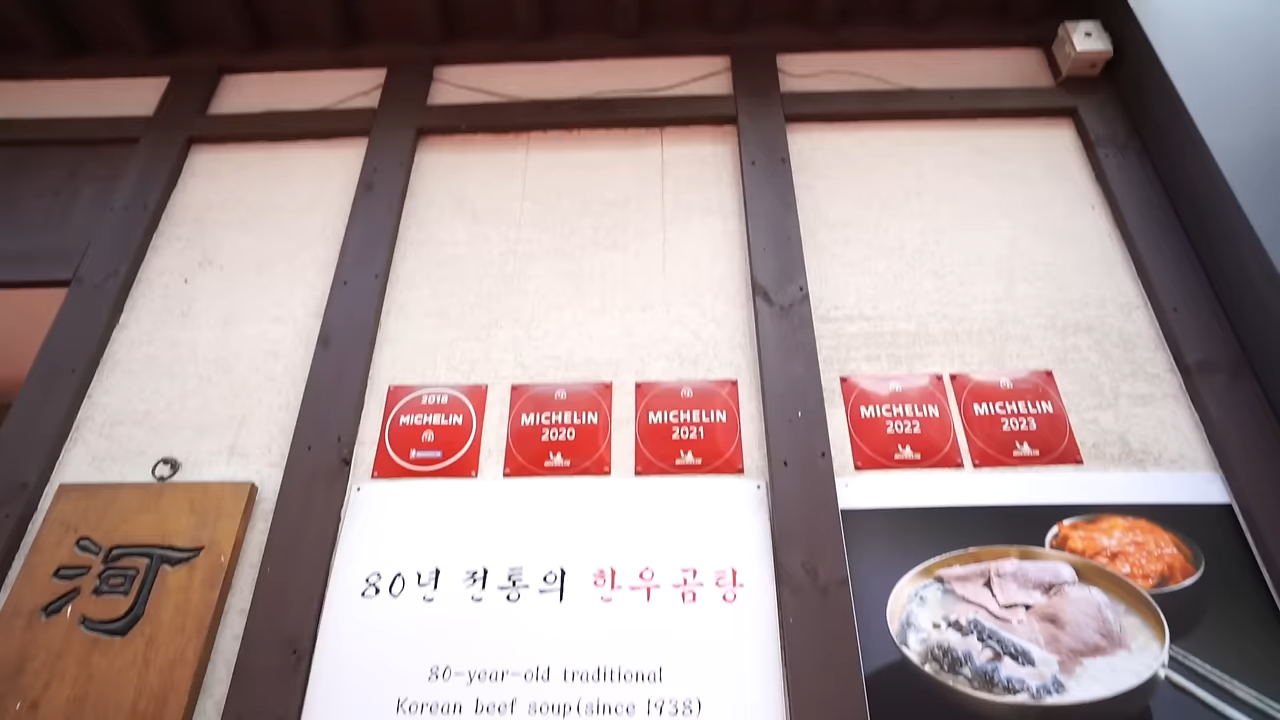 2018
MICHELIN
MICHELIN
2020
MICHELIN
2021
MICHELIN
2022
MICHELIN
2023
河
80년 전통의 한우곰탕
80-year-old traditional
Korean beef soup(since 1938)